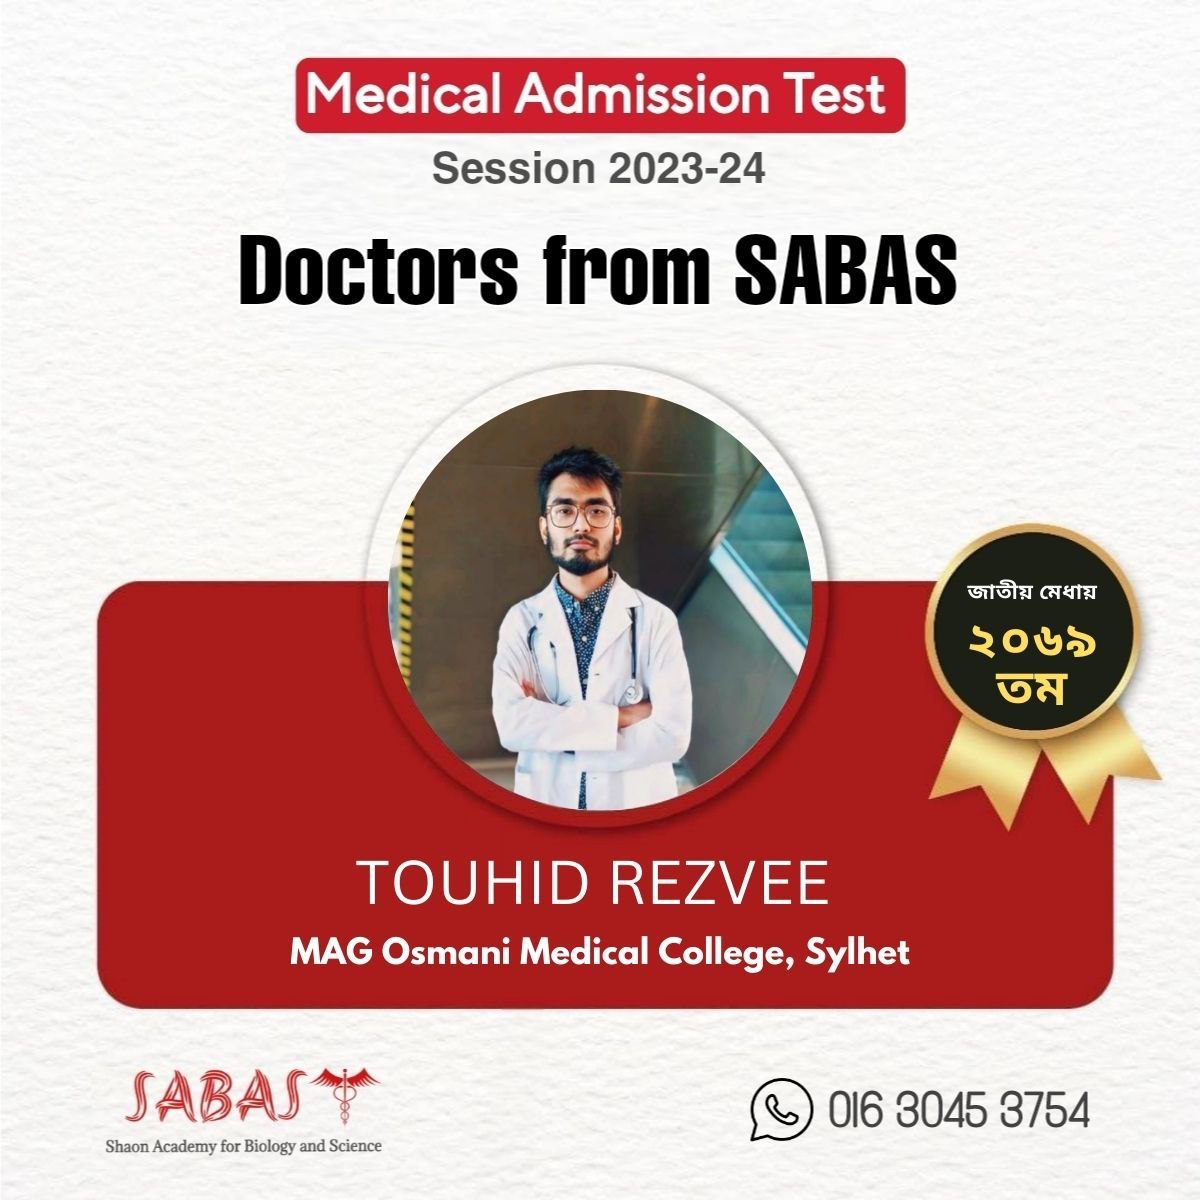 Medical Admission Test
Session 2023-24
Doctors from SABAS
জাতীয় মেধায়
২০৬৯
তম
TOUHID REZVEE
MAG Osmani Medical College, Sylhet
SABAS
Shaon Academy for Biology and Science
016 3045 3754